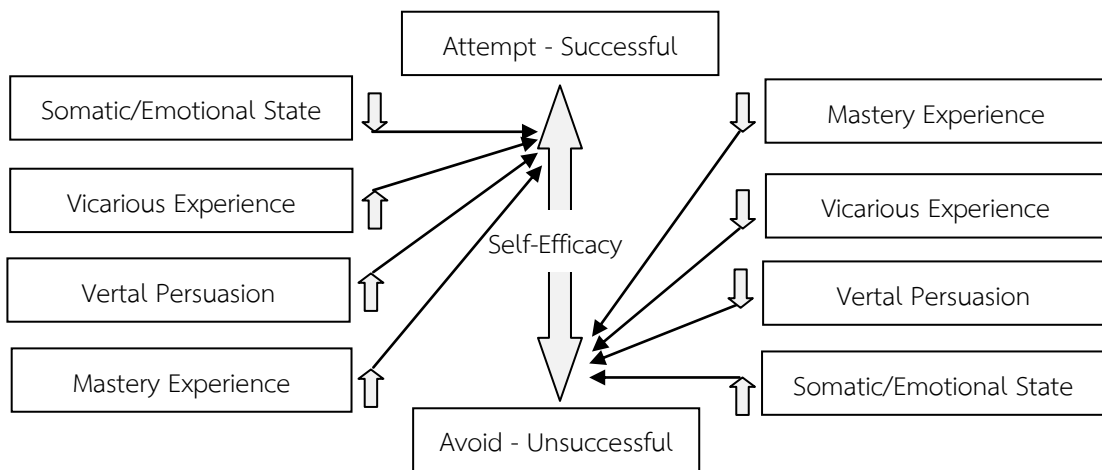 Attempt - Successful
Somatic/Emotional State
Vicarious Experience
Vertal Persuasion
Mastery Experience
Self-Efficacy
Mastery Experience
Vicarious Experience
Vertal Persuasion
Somatic/Emotional State
Avoid - Unsuccessful